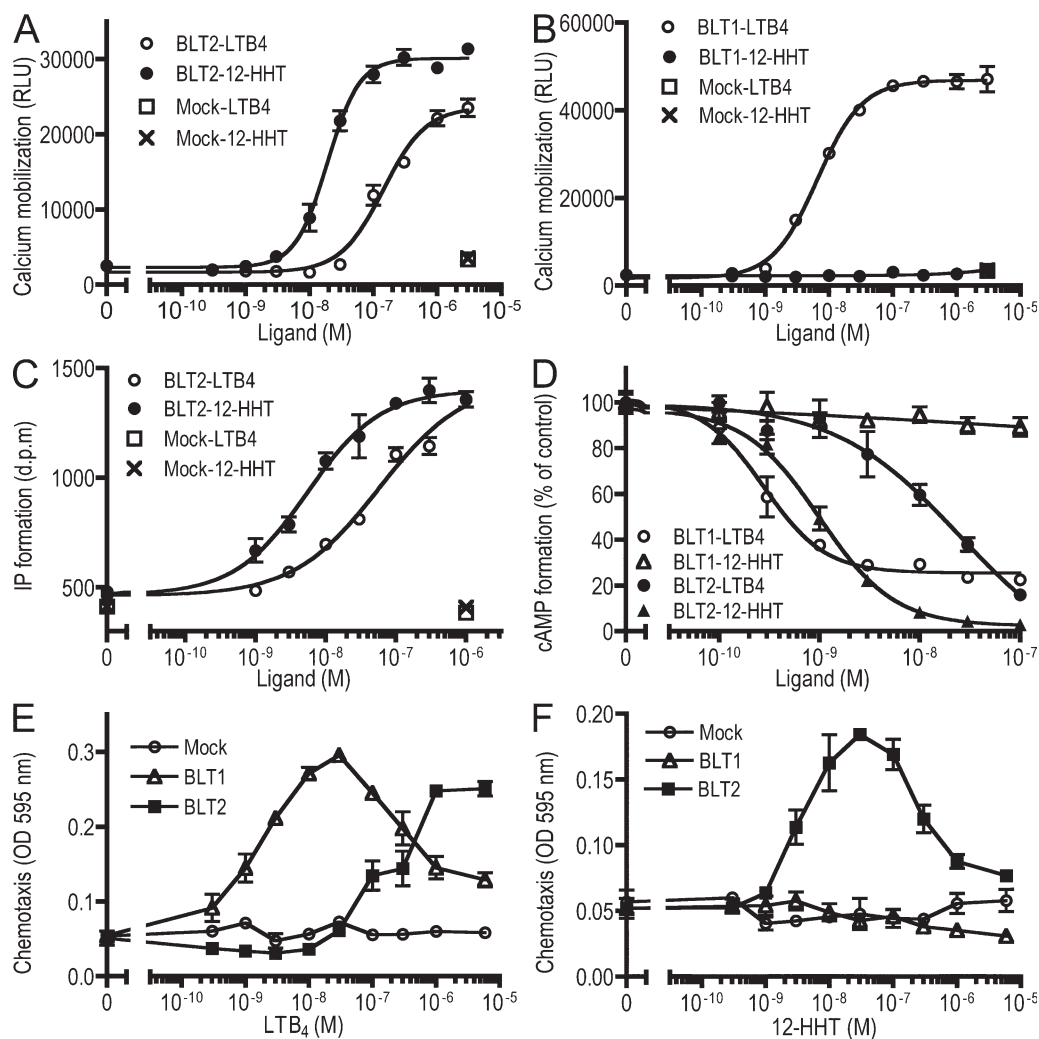 A
BLT2-LTB4
BLT2-12-HHT
Mock-LTB4
Mock-12-HHT
Calcium mobilization (RLU)
30000
20000
10000
0
0 10-10 10-9 10-8 10-7 10-6 10-5
Ligand (M)
B
BLT1-LTB4
BLT1-12-HHT
Mock-LTB4
Mock-12-HHT
Calcium mobilization (RLU)
60000
40000
20000
0
0 10-10 10-9 10-8 10-7 10-6 10-5
Ligand (M)
C
BLT2-LTB4
BLT2-12-HHT
Mock-LTB4
Mock-12-HHT
IP formation (d.p.m)
1500
1000
500
0 10-10 10-9 10-8 10-7 10-6
Ligand (M)
D
cAMP formation (% of control)
100
80
60
40
20
0
BLT1-LTB4
BLT1-12-HHT
BLT2-LTB4
BLT2-12-HHT
0 10-10 10-9 10-8 10-7
Ligand (M)
E
Mock
BLT1
BLT2
Chemotaxis (OD 595 nm)
0.3
0.2
0.1
0.0
0 10-10 10-9 10-8 10-7 10-6 10-5
LTB4 (M)
F
Mock
BLT1
BLT2
Chemotaxis (OD 595 nm)
0.20
0.15
0.10
0.05
0.00
0 10-10 10-9 10-8 10-7 10-6 10-5
12-HHT (M)